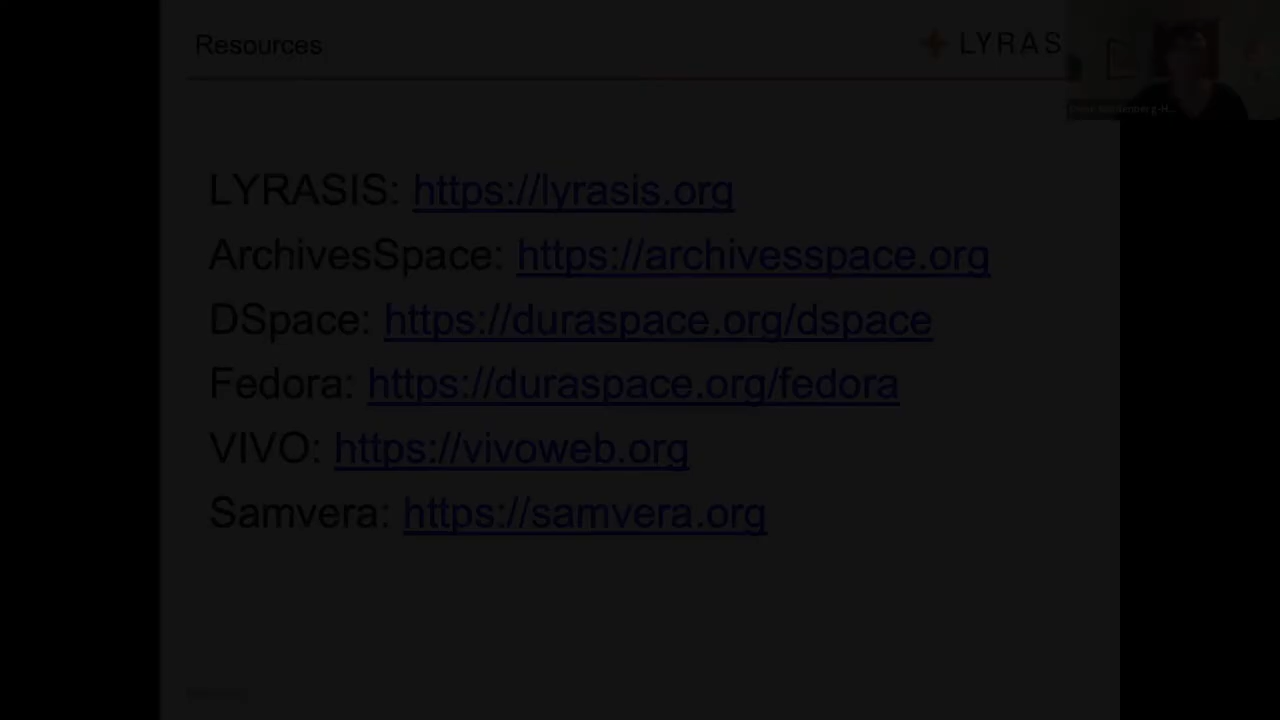 Resources
LYRAS
LYRASIS: https://lyrasis.org
ArchivesSpace: https://archivesspace.org
DSpace: https://duraspace.org/dspace
Fedora: https://duraspace.org/fedora
VIVO: https://vivoweb.org
Samvera: https://samvera.org